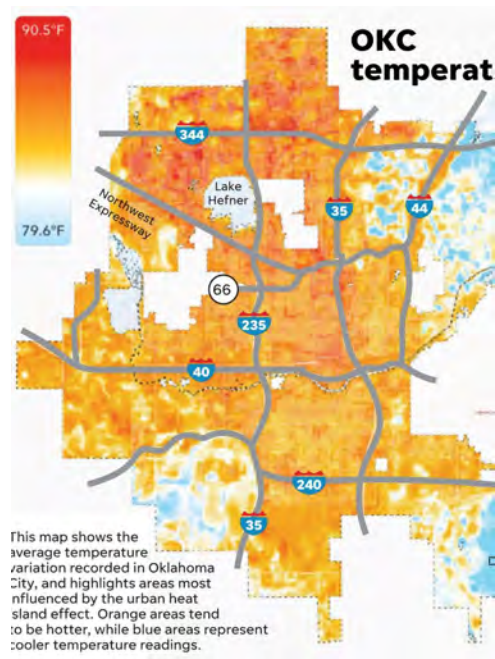 90.5°F
OKC
temperat
344
Northwest
Expressway
Lake
Hefner
35
44
79.6°F
66
235
40
240
35
This map shows the
average temperature
variation recorded in Oklahoma
City, and highlights areas most
influenced by the urban heat
island effect. Orange areas tend
to be hotter, while blue areas represent
cooler temperature readings.
D